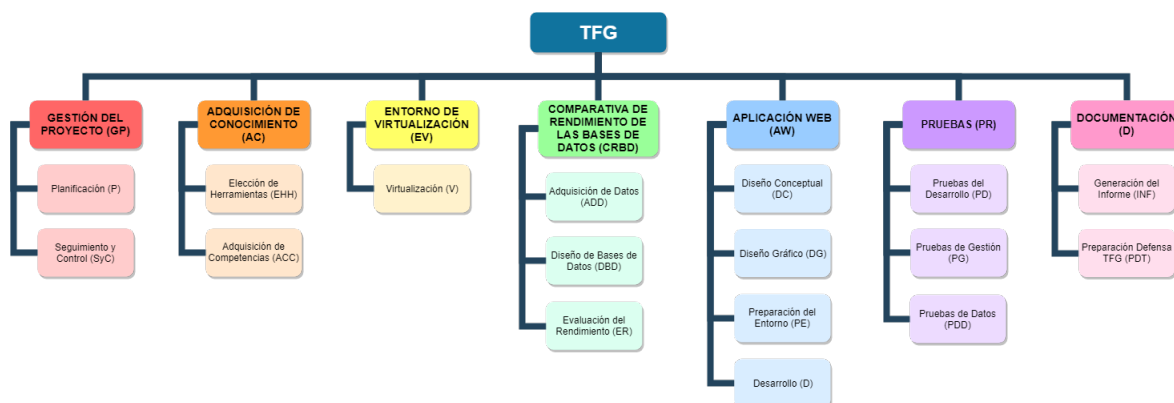 TFG
GESTIÓN DEL
PROYECTO (GP)
Planificación (P)
Seguimiento y
Control (SyC)
ADQUISICIÓN DE
CONOCIMIENTO (AC)
Elección de
Herramientas (EHH)
Adquisición de
Competencias (ACC)
ENTORNO DE
VIRTUALIZACIÓN (EV)
Virtualización (V)
COMPARATIVA DE
RENDIMIENTO DE
LAS BASES DE
DATOS (CRBD)
Adquisición de Datos
(ADD)
Diseño de Bases de
Datos (DBD)
Evaluación del
Rendimiento (ER)
APLICACIÓN WEB
(AW)
Diseño Conceptual
(DC)
Diseño Gráfico (DG)
Preparación del
Entorno (PE)
Desarrollo (D)
PRUEBAS (PR)
Pruebas del
Desarrollo (PD)
Pruebas de Gestión
(PG)
Pruebas de Datos
(PDD)
DOCUMENTACIÓN
(D)
Generación del
Informe (INF)
Preparación Defensa
TFG (PDT)